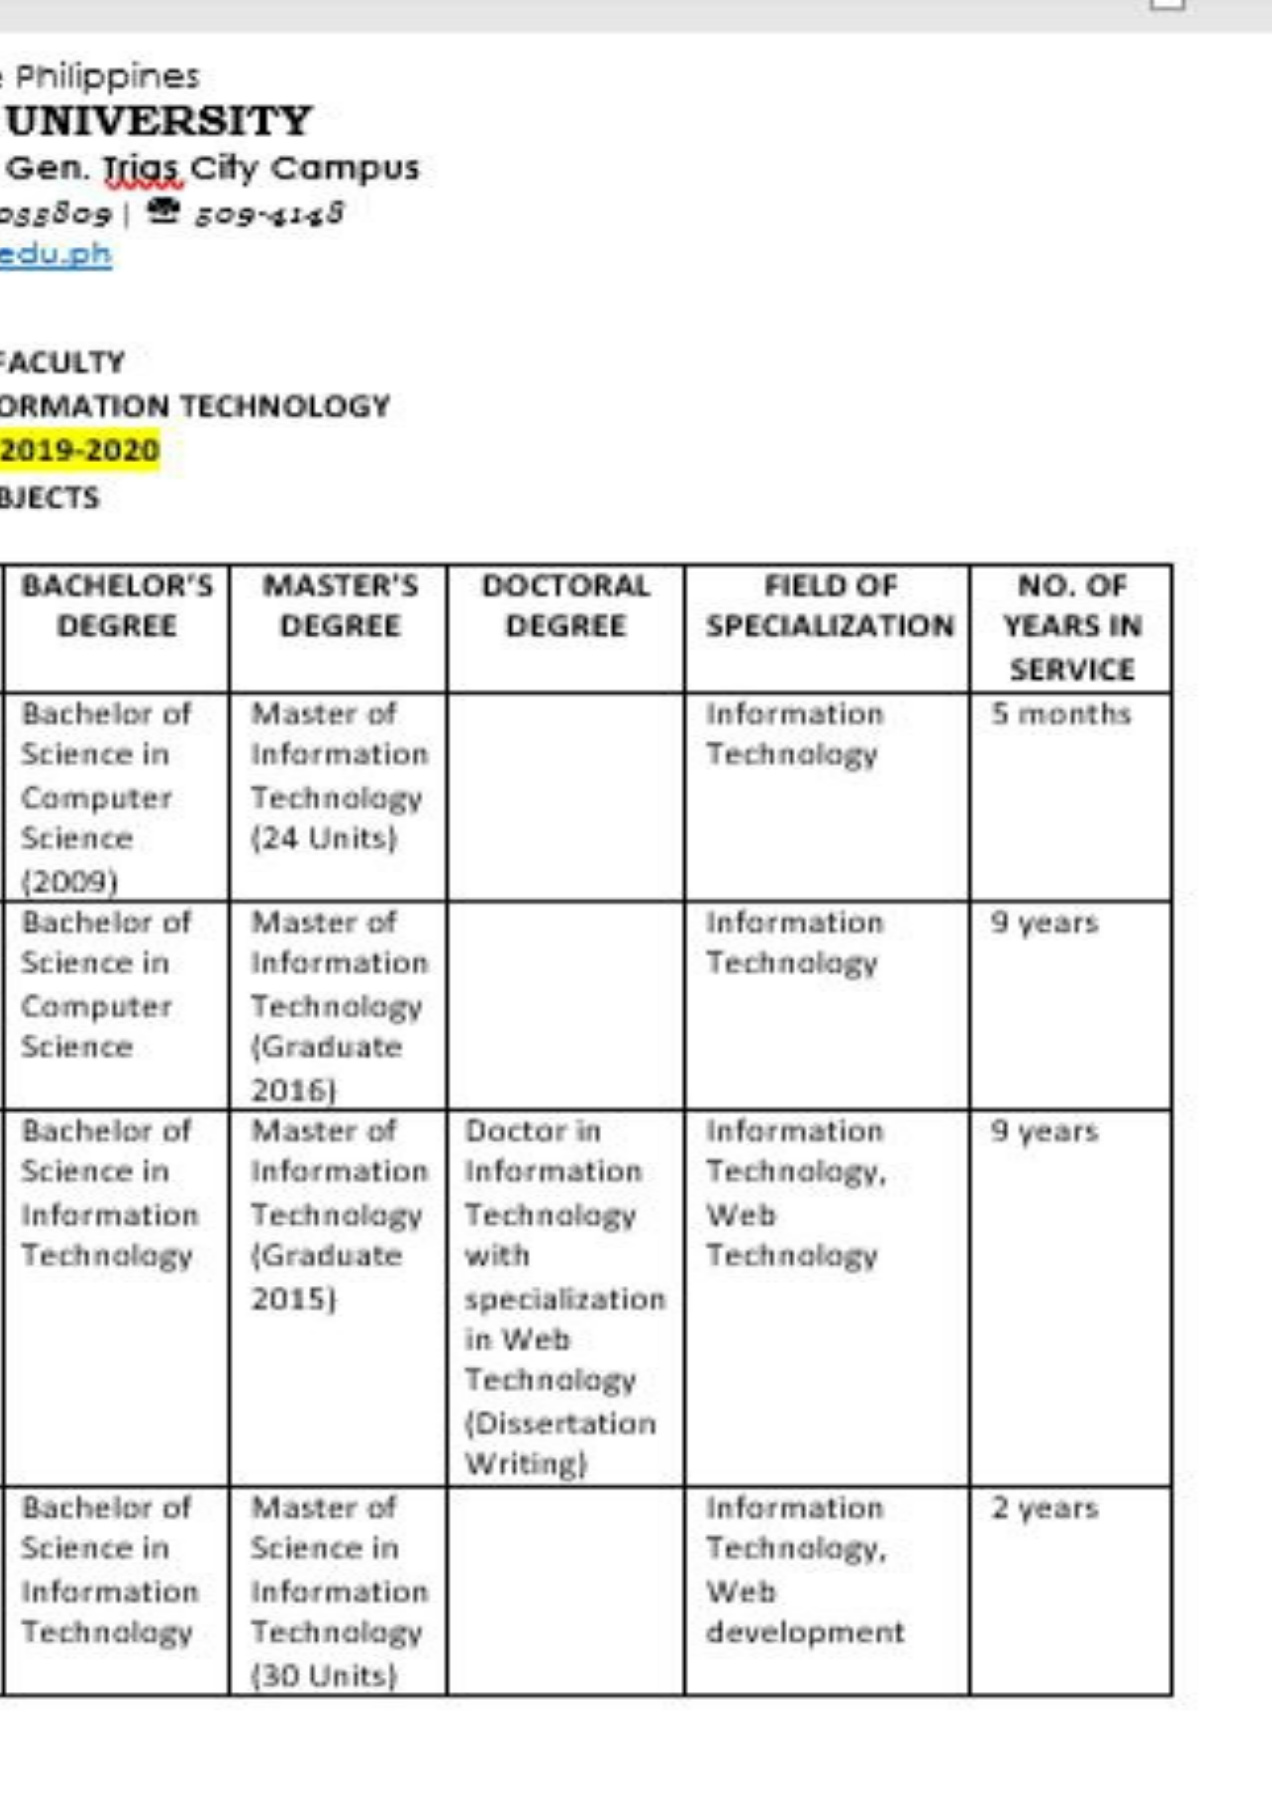 Philippines
UNIVERSITY
Gen. Trias City Campus
055809 | ☎ 509-4148
edu.ph
FACULTY
ORMATION TECHNOLOGY
2019-2020
BJECTS
BACHELOR'S DEGREE
MASTER'S DEGREE
DOCTORAL DEGREE
FIELD OF SPECIALIZATION
NO. OF YEARS IN SERVICE
Bachelor of
Science in
Computer
Science
(2009)
Master of
Information
Technology
(24 Units)
Information
Technology
5 months
Bachelor of
Science in
Computer
Science
Master of
Information
Technology
(Graduate
2016)
Information
Technology
9 years
Bachelor of
Science in
Information
Technology
Master of
Information
Technology
(Graduate
2015)
Doctor in
Information
Technology
with
specialization
in Web
Technology
(Dissertation
Writing)
Information
Technology,
Web
Technology
9 years
Bachelor of
Science in
Information
Technology
Master of
Science in
Information
Technology
(30 Units)
Information
Technology,
Web
development
2 years